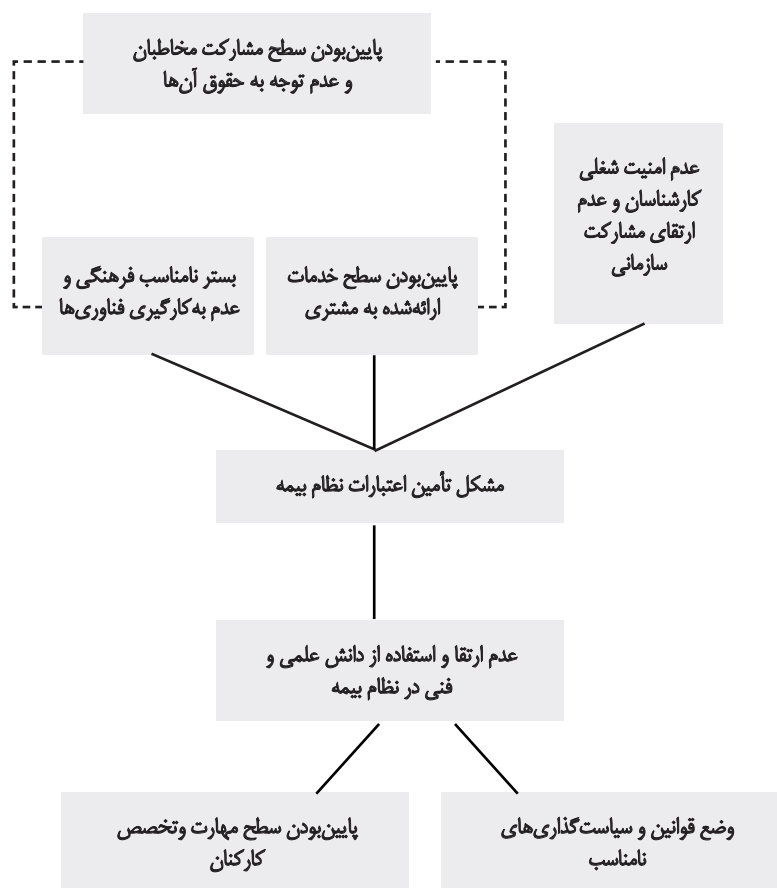 پایین‌بودن سطح مشارکت مخاطبان
و عدم توجه به حقوق آن‌ها
عدم امنیت شغلی
کارشناسان و عدم
ارتقای مشارکت
سازمانی
پایین‌بودن سطح خدمات
ارائه‌شده به مشتری
بستر نامناسب فرهنگی و
عدم به‌کارگیری فناوری‌ها
مشکل تأمین اعتبارات نظام بیمه
عدم ارتقا و استفاده از دانش علمی و
فنی در نظام بیمه
وضع قوانین و سیاست‌گذاری‌های
نامناسب
پایین‌بودن سطح مهارت وتخصص
کارکنان